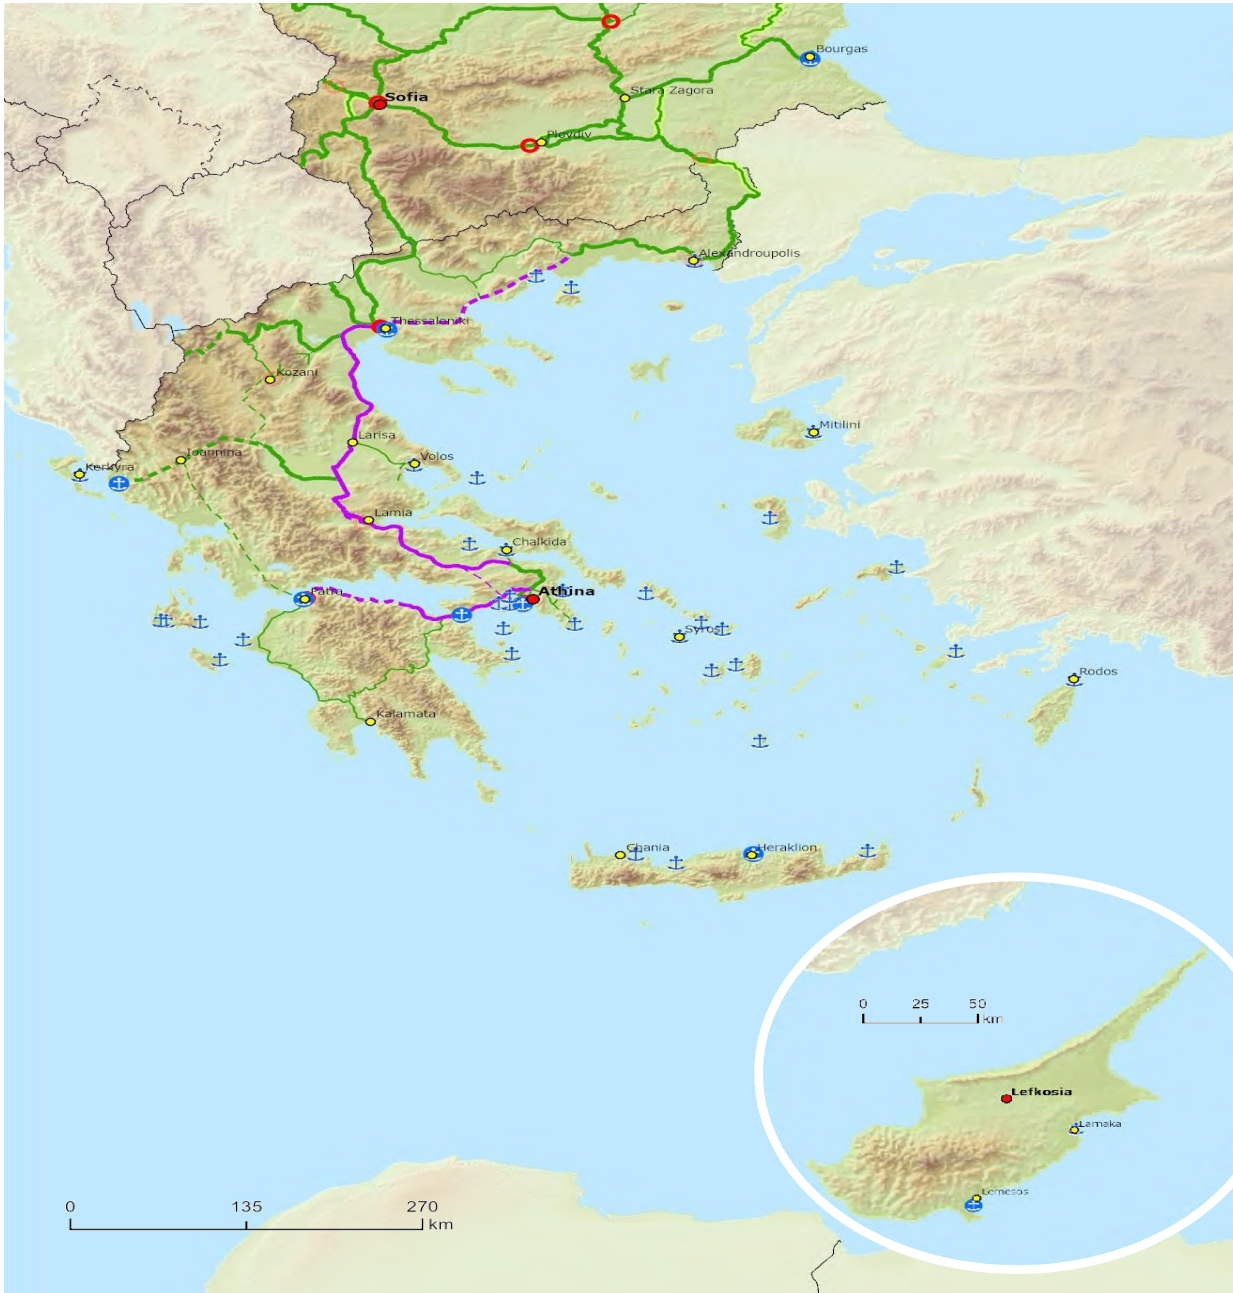 Bourgas
Stara Zagora
Sofia
Plovdiv
Alexandroupolis
Thessaloniki
Kozani
Mitilini
Larisa
Ioannina
Volos
Kerkyra
Lamia
Chalkida
Athina
Patra
Syros
Rodos
Kalamata
Chania
Heraklion
0 25 50
km
Lefkosia
Larnaka
Lemesos
0 135 270
km